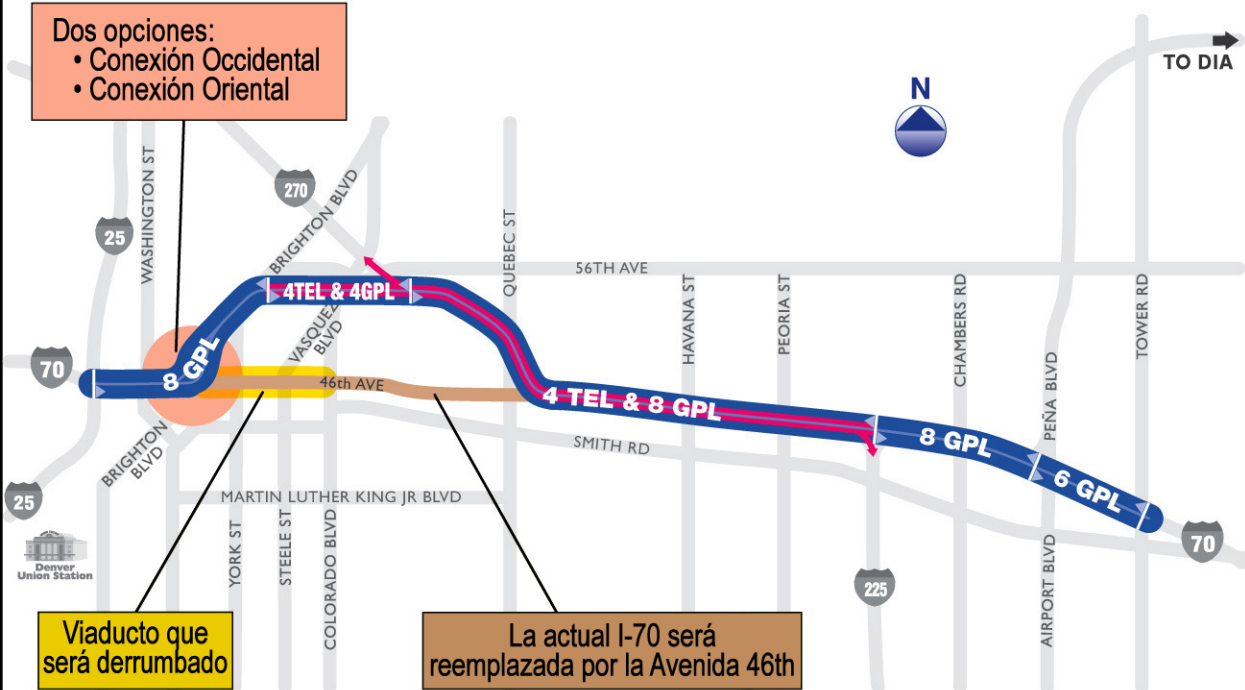 Dos opciones:
• Conexión Occidental
• Conexión Oriental
TO DIA
N
WASHINGTON ST
270
BRIGHTON BLVD
25
QUEBEC ST
56TH AVE
4TEL & 4GPL
VASQUEZ
BLVD
HAVANA ST
PEORIA ST
CHAMBERS RD
PEÑA BLVD
TOWER RD
70
8 GPL
46th AVE
4 TEL & 8 GPL
8 GPL
6 GPL
SMITH RD
BRIGHTON
BLVD
MARTIN LUTHER KING JR BLVD
25
Denver
Union Station
YORK ST
STEELE ST
COLORADO BLVD
225
AIRPORT BLVD
70
Viaducto que
será derrumbado
La actual I-70 será
reemplazada por la Avenida 46th